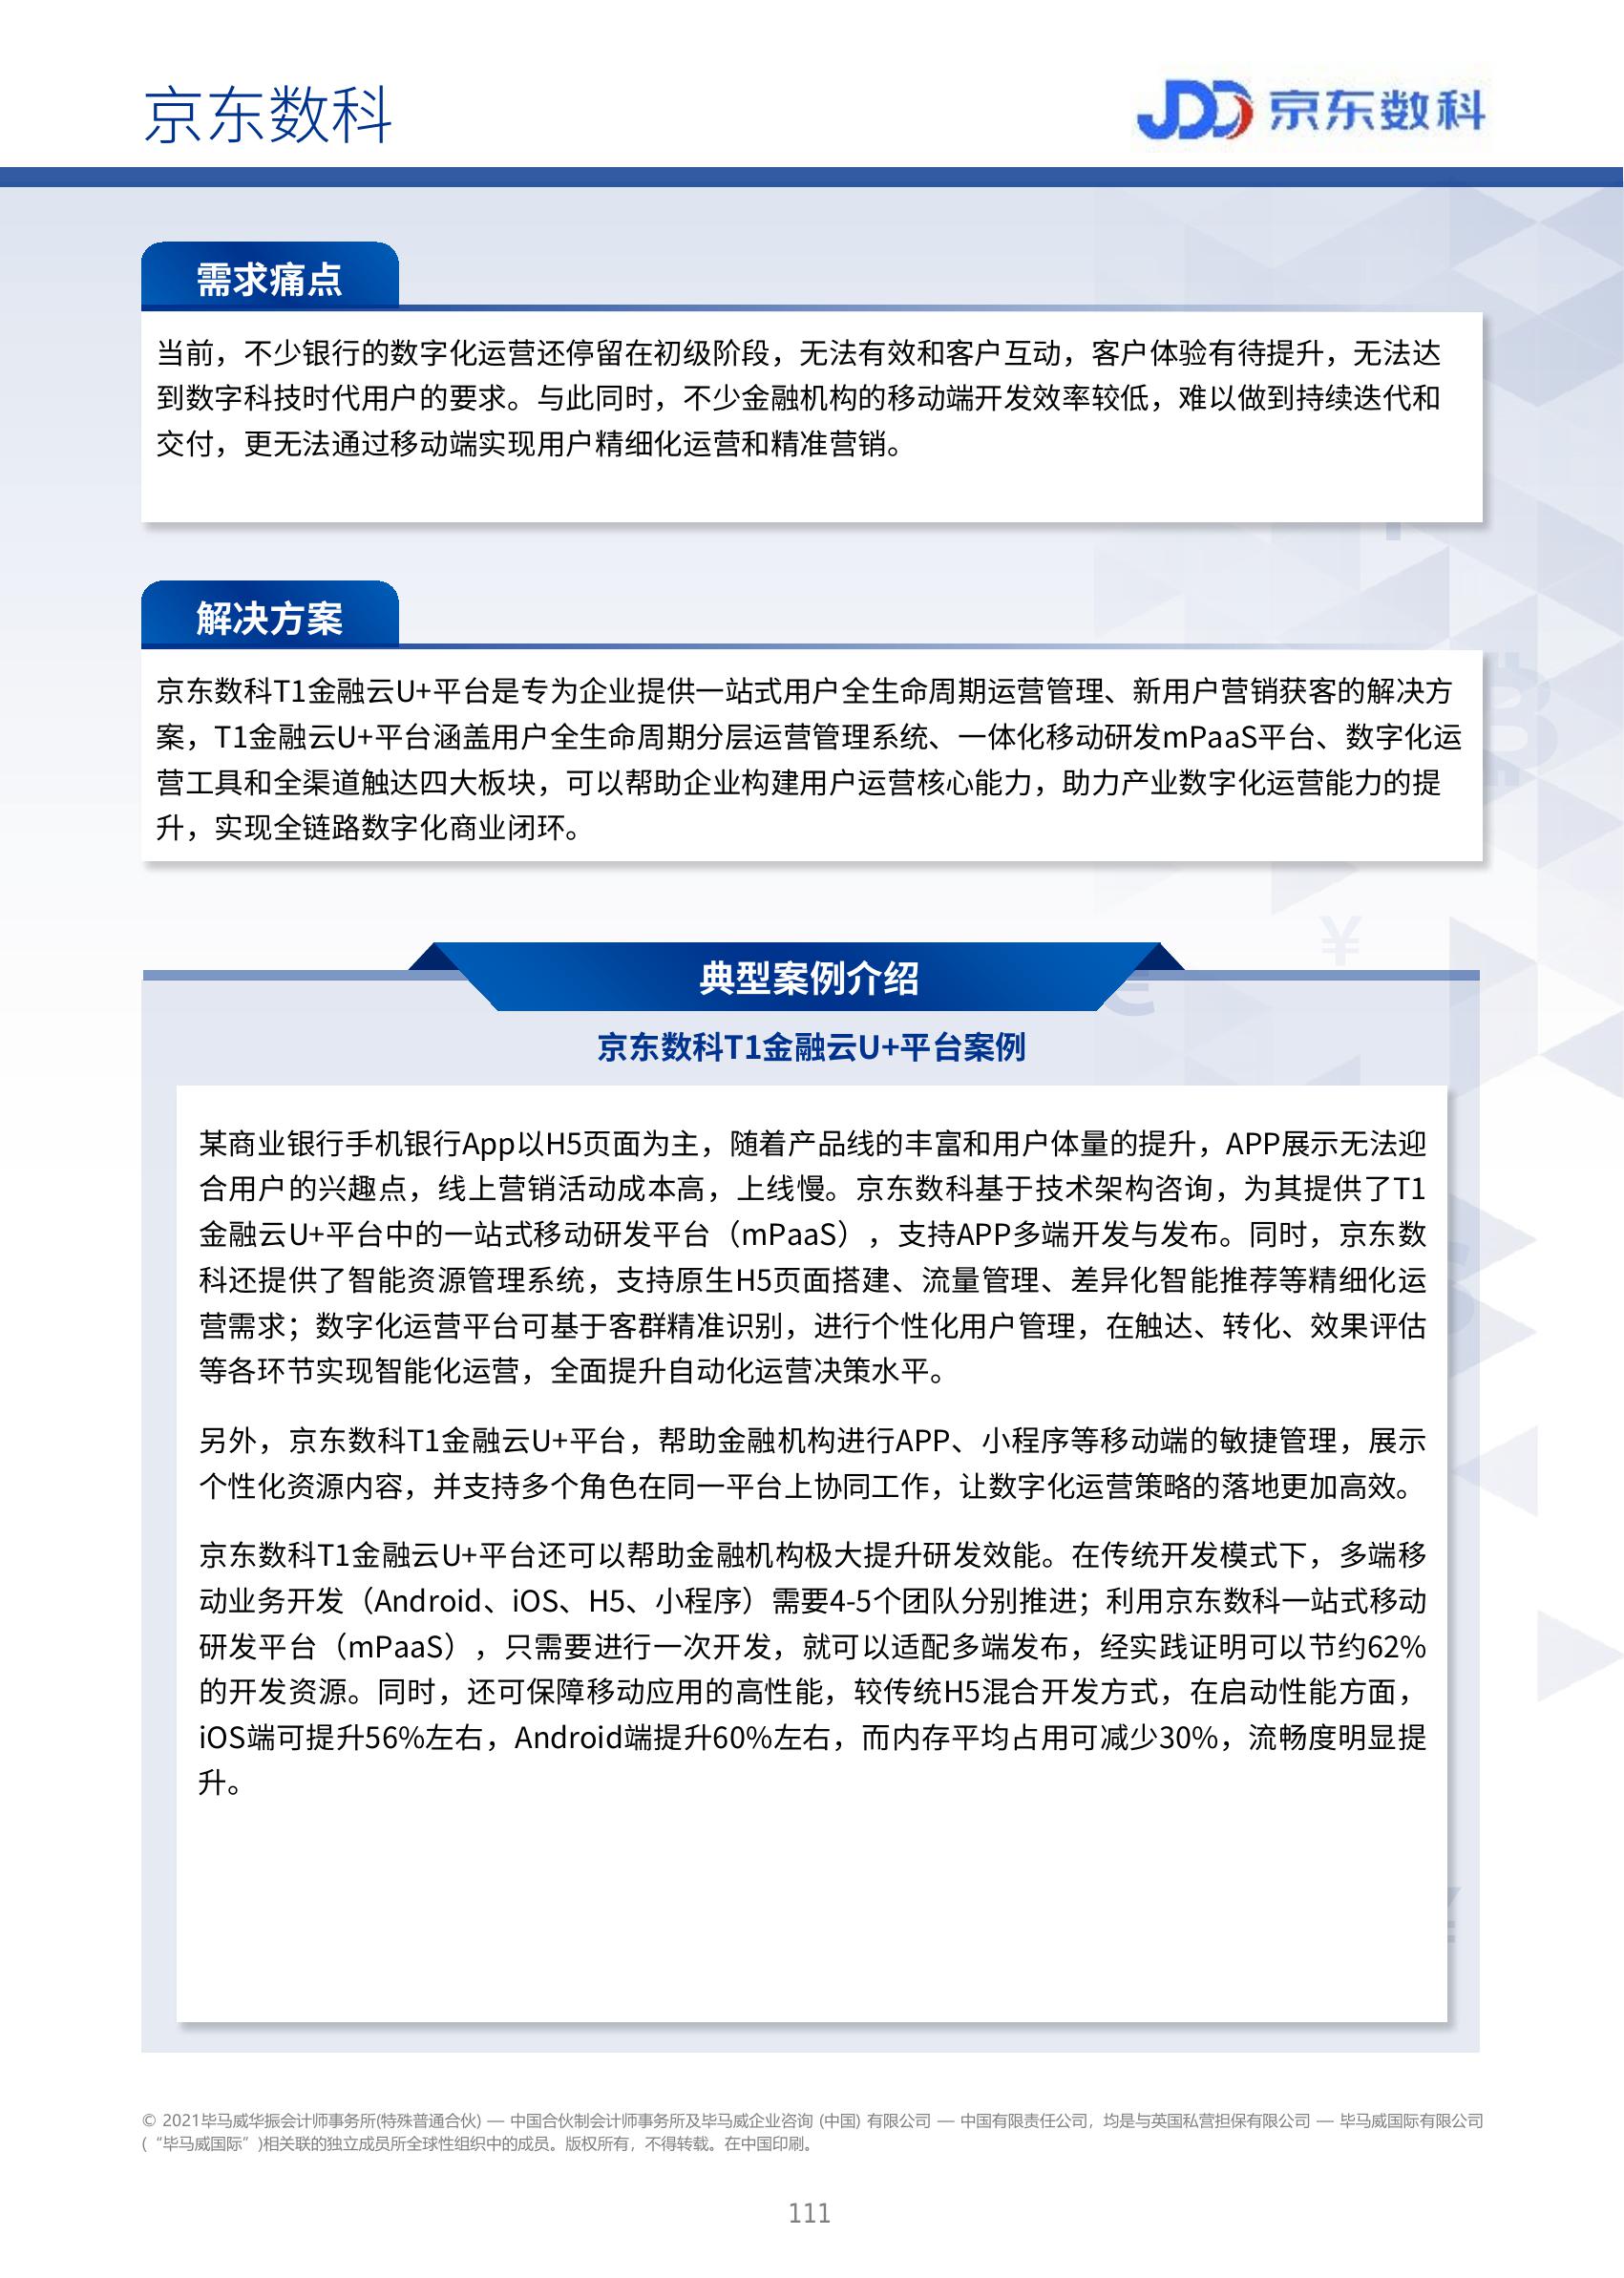 京东数科
JDD 京东数科
需求痛点
当前，不少银行的数字化运营还停留在初级阶段，无法有效和客户互动，客户体验有待提升，无法达
到数字科技时代用户的要求。与此同时，不少金融机构的移动端开发效率较低，难以做到持续迭代和
交付，更无法通过移动端实现用户精细化运营和精准营销。
解决方案
京东数科T1金融云U+平台是专为企业提供一站式用户全生命周期运营管理、新用户营销获客的解决方
案，T1金融云U+平台涵盖用户全生命周期分层运营管理系统、一体化移动研发mPaaS平台、数字化运
营工具和全渠道触达四大板块，可以帮助企业构建用户运营核心能力，助力产业数字化运营能力的提
升，实现全链路数字化商业闭环。
典型案例介绍
京东数科T1金融云U+平台案例
某商业银行手机银行App以H5页面为主，随着产品线的丰富和用户体量的提升，APP展示无法迎
合用户的兴趣点，线上营销活动成本高，上线慢。京东数科基于技术架构咨询，为其提供了T1
金融云U+平台中的一站式移动研发平台（mPaaS），支持APP多端开发与发布。同时，京东数
科还提供了智能资源管理系统，支持原生H5页面搭建、流量管理、差异化智能推荐等精细化运
营需求；数字化运营平台可基于客群精准识别，进行个性化用户管理，在触达、转化、效果评估
等各环节实现智能化运营，全面提升自动化运营决策水平。
另外，京东数科T1金融云U+平台，帮助金融机构进行APP、小程序等移动端的敏捷管理，展示
个性化资源内容，并支持多个角色在同一平台上协同工作，让数字化运营策略的落地更加高效。
京东数科T1金融云U+平台还可以帮助金融机构极大提升研发效能。在传统开发模式下，多端移
动业务开发（Android、iOS、H5、小程序）需要4-5个团队分别推进；利用京东数科一站式移动
研发平台（mPaaS），只需要进行一次开发，就可以适配多端发布，经实践证明可以节约62%
的开发资源。同时，还可保障移动应用的高性能，较传统H5混合开发方式，在启动性能方面，
iOS端可提升56%左右，Android端提升60%左右，而内存平均占用可减少30%，流畅度明显提
升。
© 2021毕马威华振会计师事务所(特殊普通合伙) — 中国合伙制会计师事务所及毕马威企业咨询 (中国) 有限公司 — 中国有限责任公司，均是与英国私营担保有限公司 — 毕马威国际有限公司
(“毕马威国际”)相关联的独立成员所全球性组织中的成员。版权所有，不得转载。在中国印刷。
111